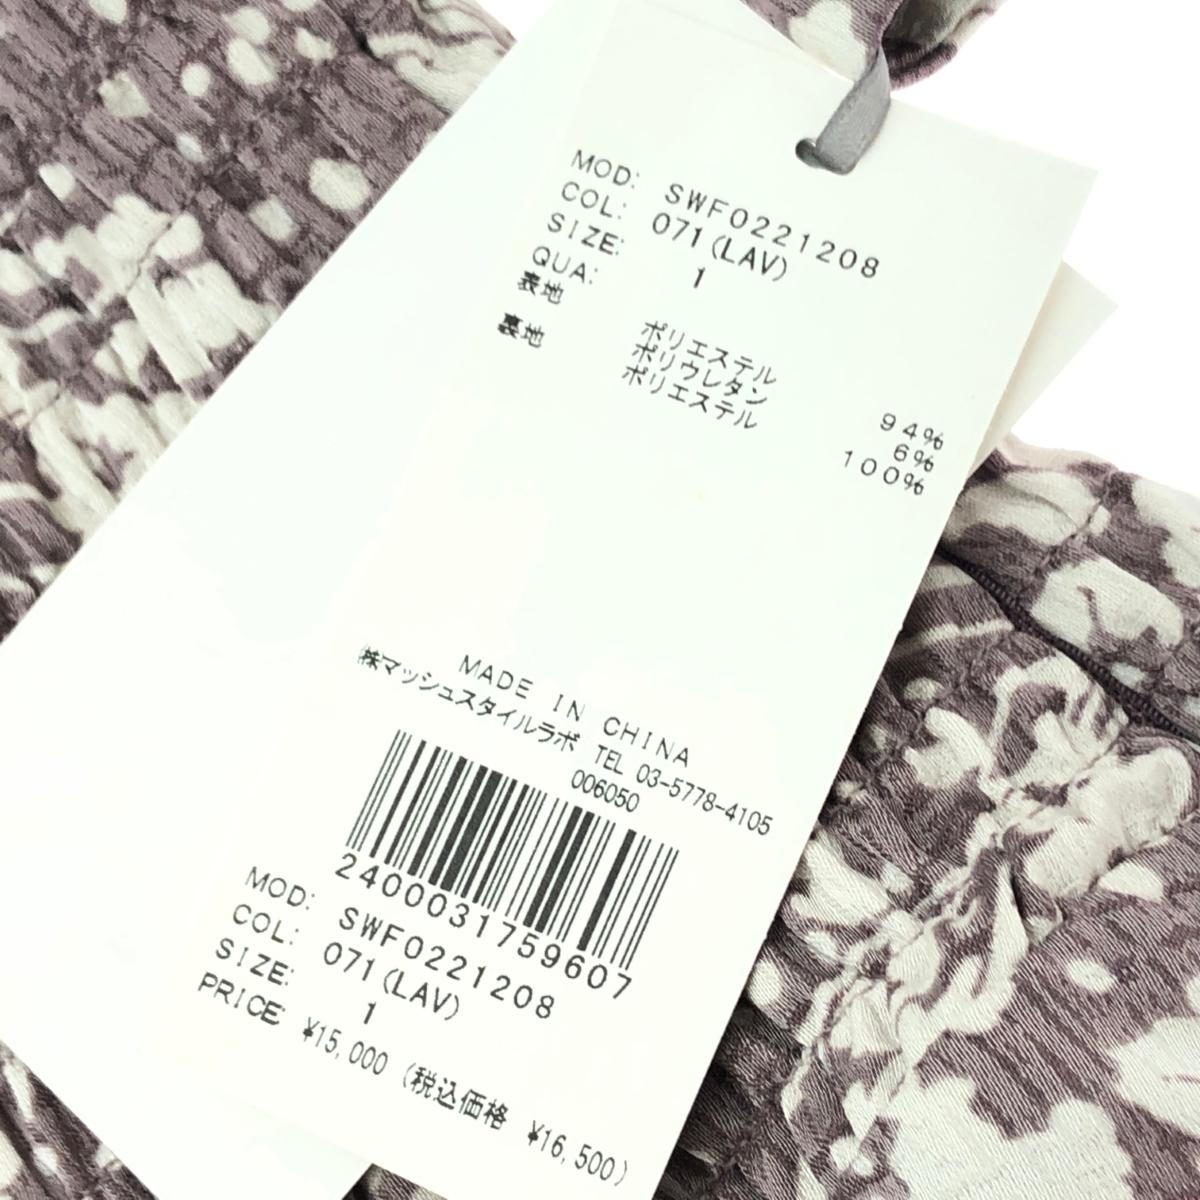 MOD: SWF0221208
COL: 071(LAV)
SIZE: 1
QUA:
表地 ポリエステル 94%
ポリウレタン 6%
裏地 ポリエステル 100%
MADE IN CHINA
㈱マッシュスタイルラボ TEL 03-5778-4105
006050
2400031759607
MOD: SWF0221208
COL: 071(LAV)
SIZE: 1
PRICE: ¥15,000 (税込価格 ¥16,500)